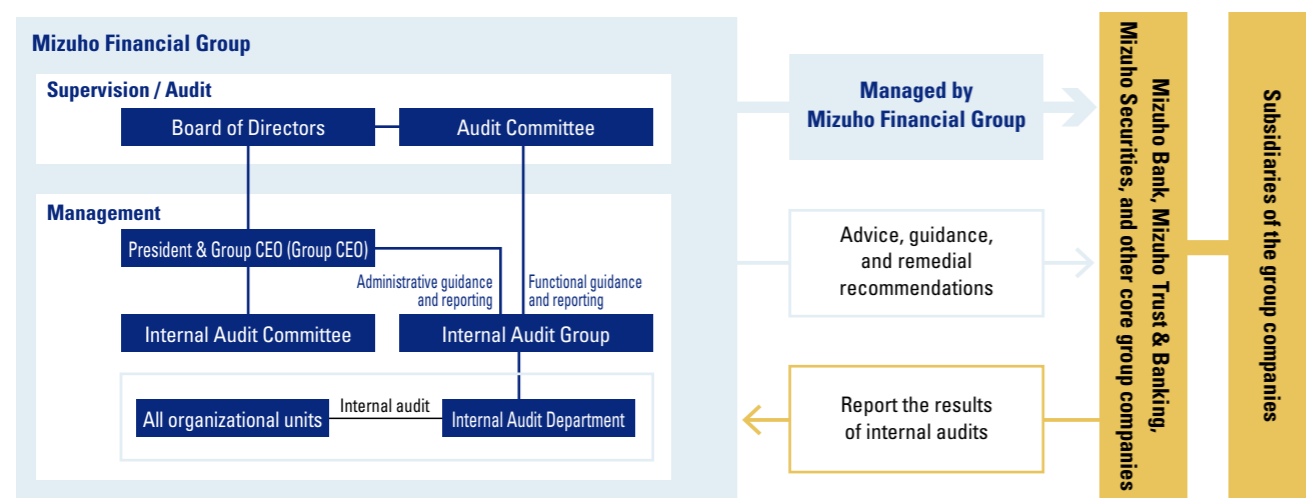 Mizuho Financial Group
Supervision / Audit
Board of Directors
Audit Committee
Management
President & Group CEO (Group CEO)
Administrative guidance
and reporting
Functional guidance
and reporting
Internal Audit Committee
Internal Audit Group
All organizational units
Internal audit
Internal Audit Department
Managed by
Mizuho Financial Group
Advice, guidance,
and remedial
recommendations
Report the results
of internal audits
Mizuho Bank, Mizuho Trust & Banking,
Mizuho Securities, and other core group companies
Subsidiaries of the group companies